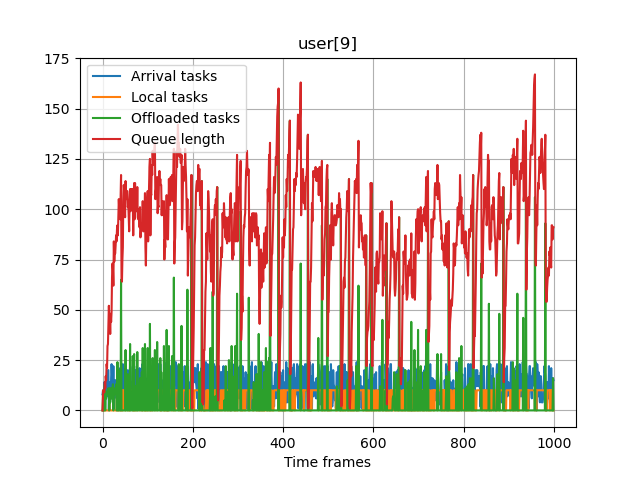 user[9]
175
150
125
100
75
50
25
0
Arrival tasks
Local tasks
Offloaded tasks
Queue length
0 200 400 600 800 1000
Time frames